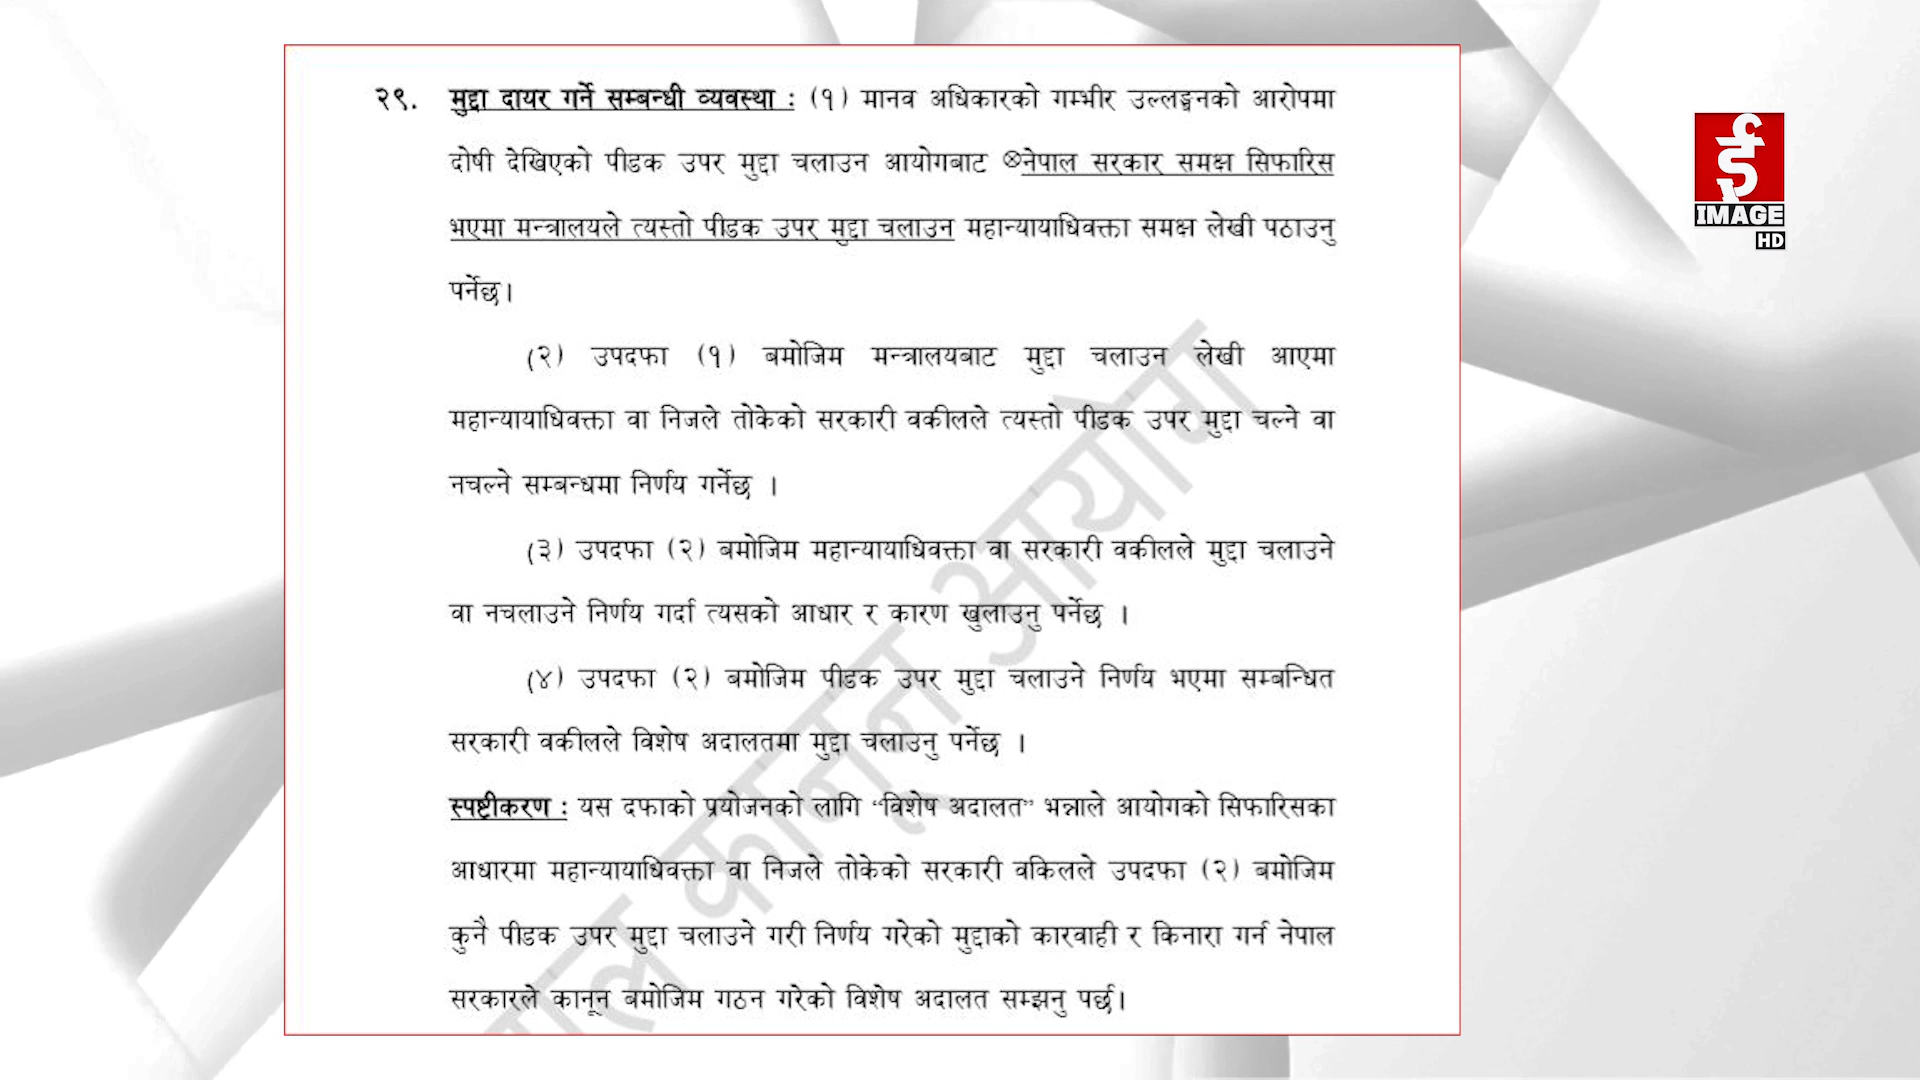 २९. मुद्दा दायर गर्ने सम्बन्धी व्यवस्था : (१) मानव अधिकारको गम्भीर उल्लङ्घनको आरोपमा
दोषी देखिएको पीडक उपर मुद्दा चलाउन आयोगबाट ⊗नेपाल सरकार समक्ष सिफारिस
भएमा मन्त्रालयले त्यस्तो पीडक उपर मुद्दा चलाउन महान्यायाधिवक्ता समक्ष लेखी पठाउनु
पर्नेछ।
(२) उपदफा (१) बमोजिम मन्त्रालयबाट मुद्दा चलाउन लेखी आएमा
महान्यायाधिवक्ता वा निजले तोकेको सरकारी वकीलले त्यस्तो पीडक उपर मुद्दा चल्ने वा
नचल्ने सम्बन्धमा निर्णय गर्नेछ ।
(३) उपदफा (२) बमोजिम महान्यायाधिवक्ता वा सरकारी वकीलले मुद्दा चलाउने
वा नचलाउने निर्णय गर्दा त्यसको आधार र कारण खुलाउनु पर्नेछ ।
(४) उपदफा (२) बमोजिम पीडक उपर मुद्दा चलाउने निर्णय भएमा सम्बन्धित
सरकारी वकीलले विशेष अदालतमा मुद्दा चलाउनु पर्नेछ ।
स्पष्टीकरण : यस दफाको प्रयोजनको लागि “विशेष अदालत” भन्नाले आयोगको सिफारिसका
आधारमा महान्यायाधिवक्ता वा निजले तोकेको सरकारी वकिलले उपदफा (२) बमोजिम
कुनै पीडक उपर मुद्दा चलाउने गरी निर्णय गरेको मुद्दाको कारवाही र किनारा गर्न नेपाल
सरकारले कानून बमोजिम गठन गरेको विशेष अदालत सम्झनु पर्छ।
कानून आयोग
IMAGE
HD